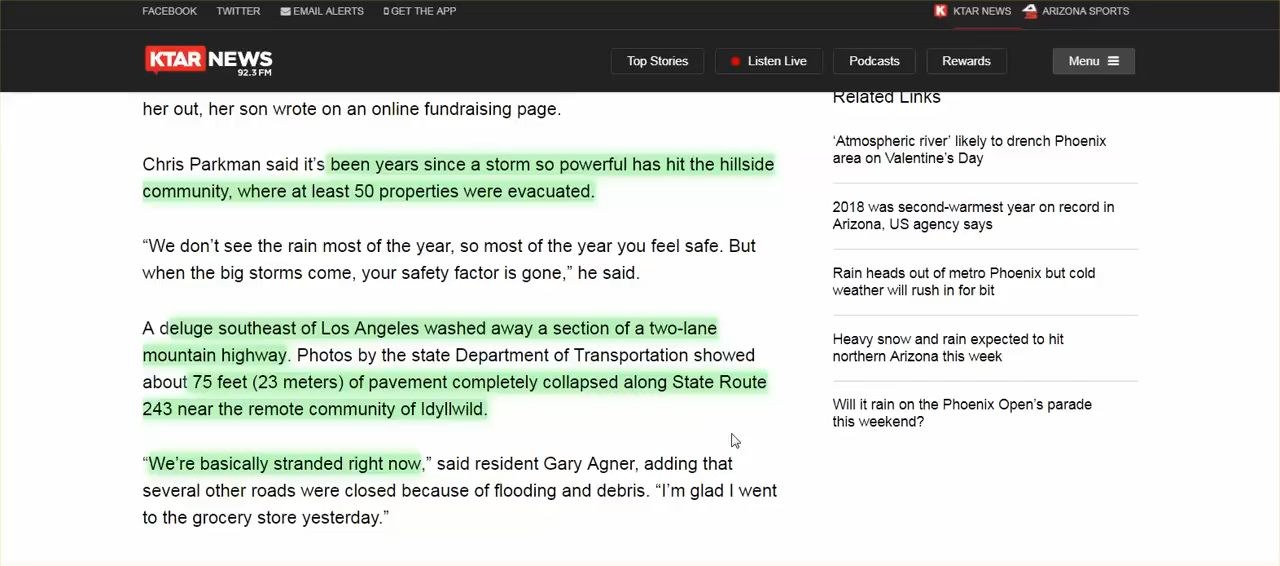 FACEBOOK TWITTER EMAIL ALERTS GET THE APP KTAR NEWS ARIZONA SPORTS
KTAR NEWS
92.3 FM
Top Stories Listen Live Podcasts Rewards Menu
her out, her son wrote on an online fundraising page.
Chris Parkman said it’s been years since a storm so powerful has hit the hillside
community, where at least 50 properties were evacuated.
“We don’t see the rain most of the year, so most of the year you feel safe. But
when the big storms come, your safety factor is gone,” he said.
A deluge southeast of Los Angeles washed away a section of a two-lane
mountain highway. Photos by the state Department of Transportation showed
about 75 feet (23 meters) of pavement completely collapsed along State Route
243 near the remote community of Idyllwild.
“We’re basically stranded right now,” said resident Gary Agner, adding that
several other roads were closed because of flooding and debris. “I’m glad I went
to the grocery store yesterday.”
Related Links
‘Atmospheric river’ likely to drench Phoenix
area on Valentine’s Day
2018 was second-warmest year on record in
Arizona, US agency says
Rain heads out of metro Phoenix but cold
weather will rush in for bit
Heavy snow and rain expected to hit
northern Arizona this week
Will it rain on the Phoenix Open’s parade
this weekend?